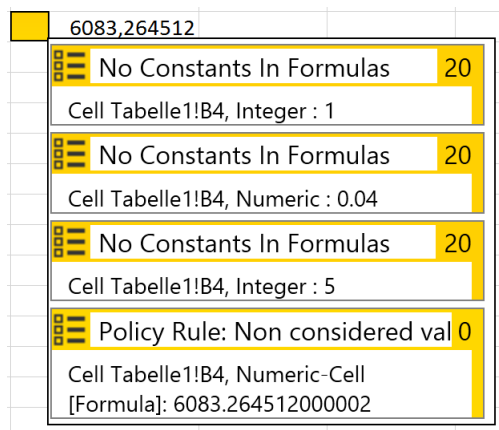 6083,264512
No Constants In Formulas 20
Cell Tabelle1!B4, Integer : 1
No Constants In Formulas 20
Cell Tabelle1!B4, Numeric : 0.04
No Constants In Formulas 20
Cell Tabelle1!B4, Integer : 5
Policy Rule: Non considered val 0
Cell Tabelle1!B4, Numeric-Cell
[Formula]: 6083.264512000002